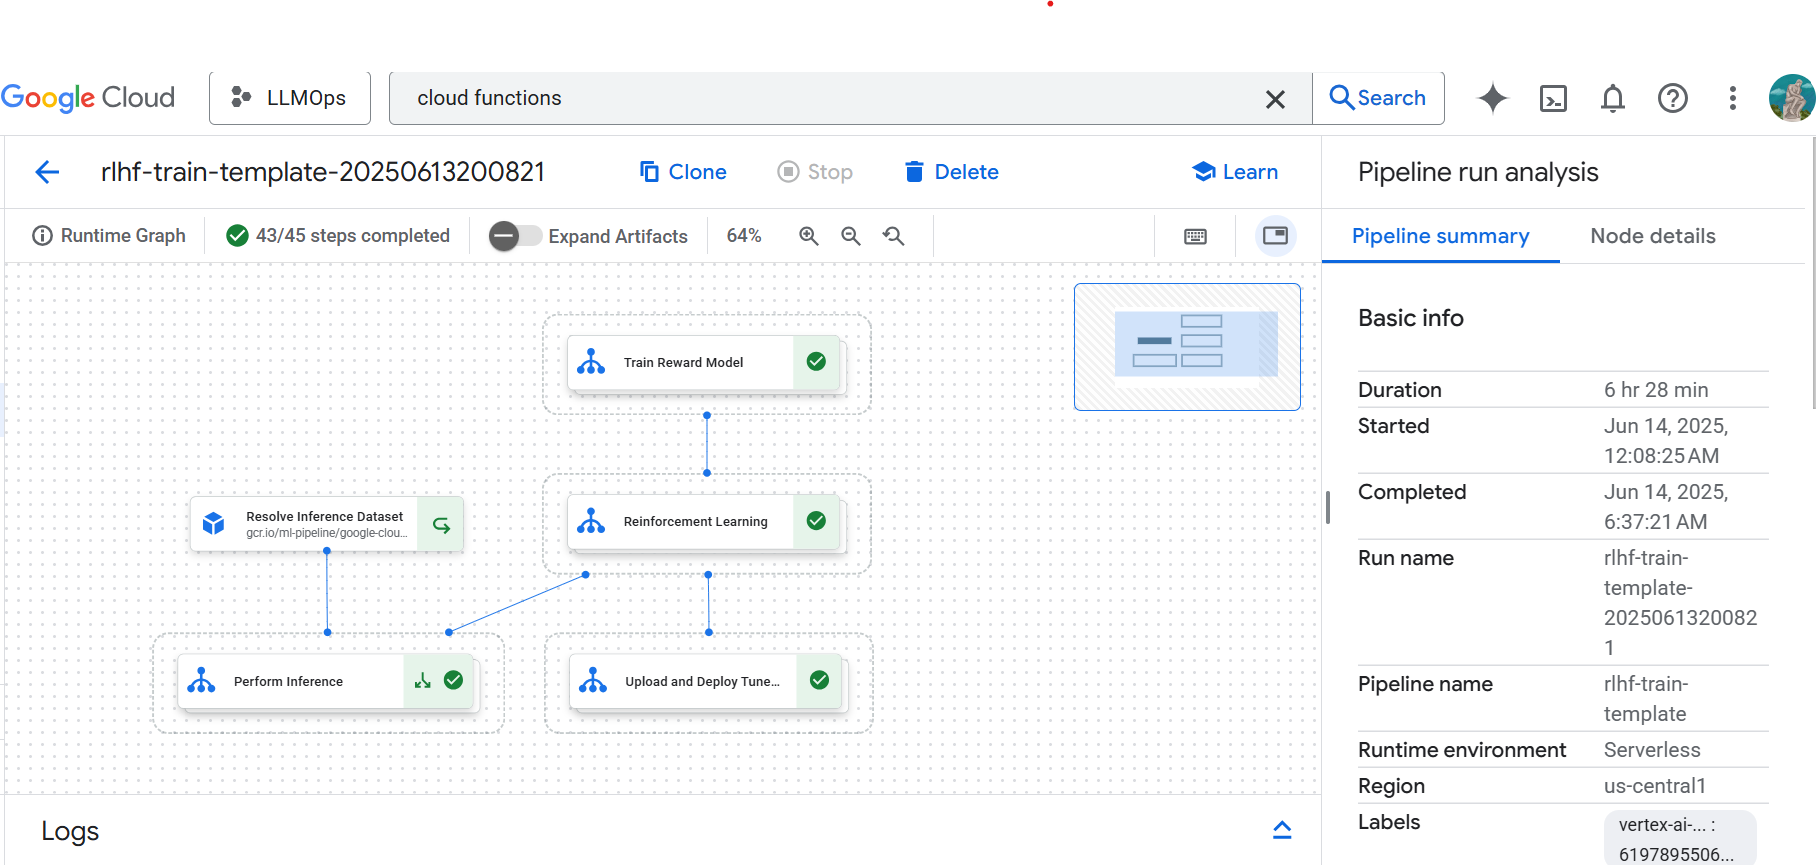 Google Cloud
LLMOps
cloud functions
Search
rlhf-train-template-20250613200821
Clone
Stop
Delete
Learn
Runtime Graph
43/45 steps completed
Expand Artifacts
64%
Train Reward Model
Resolve Inference Dataset
gcr.io/ml-pipeline/google-clou...
Reinforcement Learning
Perform Inference
Upload and Deploy Tune...
Logs
Pipeline run analysis
Pipeline summary
Node details
Basic info
Duration 6 hr 28 min
Started Jun 14, 2025,
12:08:25 AM
Completed Jun 14, 2025,
6:37:21 AM
Run name rlhf-train-
template-
2025061320082
1
Pipeline name rlhf-train-
template
Runtime environment Serverless
Region us-central1
Labels vertex-ai-... :
6197895506...